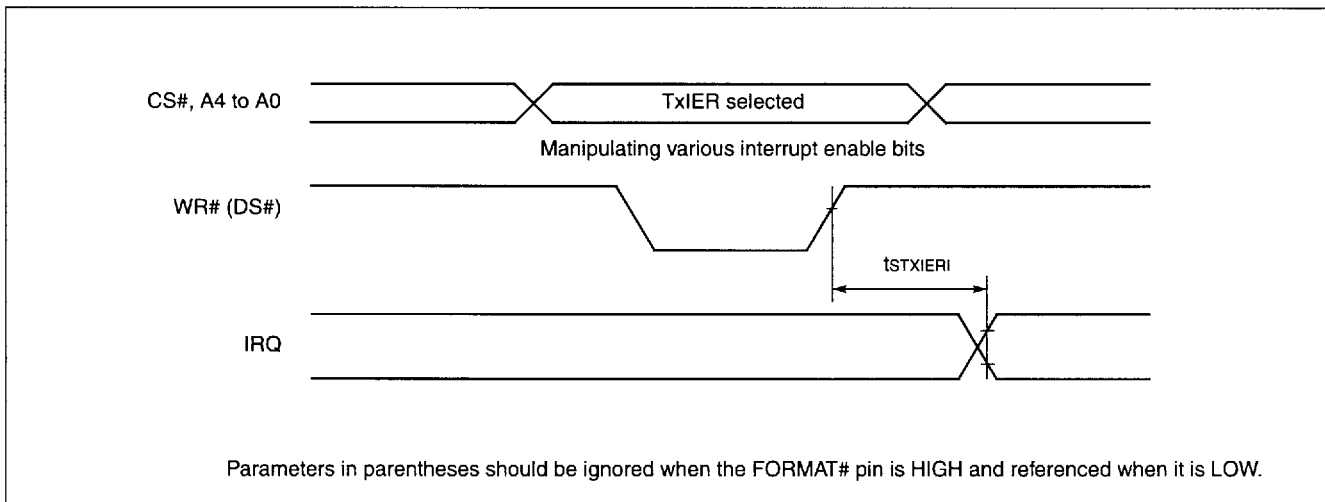 CS#, A4 to A0
TxIER selected
Manipulating various interrupt enable bits
WR# (DS#)
tSTXIERI
IRQ
Parameters in parentheses should be ignored when the FORMAT# pin is HIGH and referenced when it is LOW.